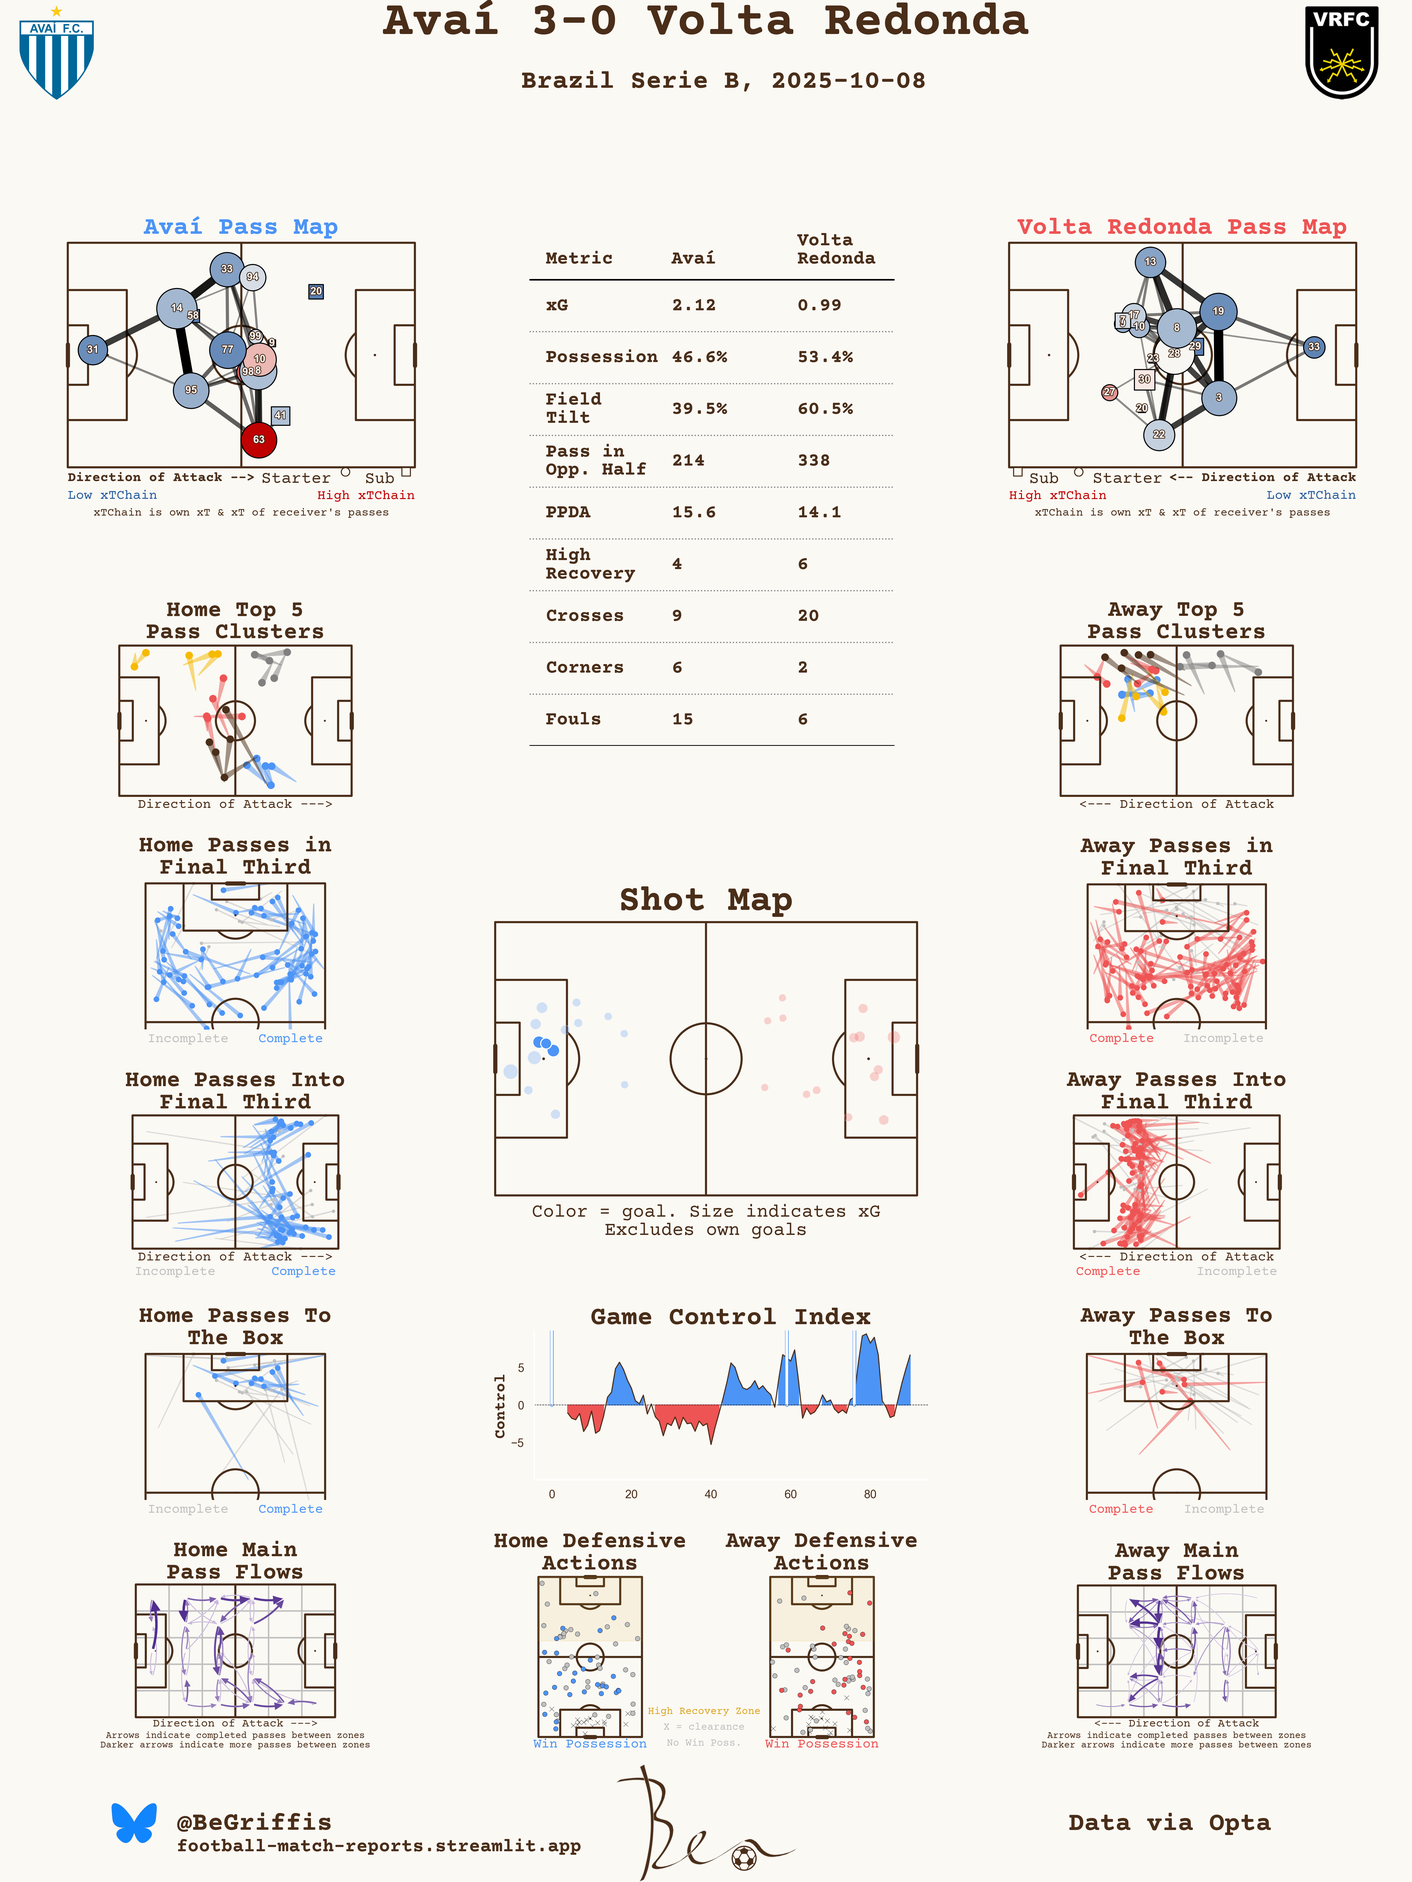 Avaí 3-0 Volta Redonda
Brazil Serie B, 2025-10-08
AVAÍ F.C.
VRFC
Avaí Pass Map
33
94
20
14
58
99
9
31
77
10
98
8
95
41
63
Direction of Attack --> Starter Sub
Low xTChain High xTChain
xTChain is own xT & xT of receiver's passes
Metric Avaí Volta Redonda
xG 2.12 0.99
Possession 46.6% 53.4%
Field Tilt 39.5% 60.5%
Pass in Opp. Half 214 338
PPDA 15.6 14.1
High Recovery 4 6
Crosses 9 20
Corners 6 2
Fouls 15 6
Volta Redonda Pass Map
13
17
7
10
8
19
29
33
28
23
30
27
3
20
22
Sub Starter <-- Direction of Attack
High xTChain Low xTChain
xTChain is own xT & xT of receiver's passes
Home Top 5
Pass Clusters
Direction of Attack --->
Away Top 5
Pass Clusters
<--- Direction of Attack
Home Passes in
Final Third
Incomplete Complete
Away Passes in
Final Third
Complete Incomplete
Shot Map
Color = goal. Size indicates xG
Excludes own goals
Home Passes Into
Final Third
Direction of Attack --->
Incomplete Complete
Away Passes Into
Final Third
<--- Direction of Attack
Complete Incomplete
Home Passes To
The Box
Incomplete Complete
Game Control Index
Control
5
0
−5
0 20 40 60 80
Away Passes To
The Box
Complete Incomplete
Home Main
Pass Flows
Direction of Attack --->
Arrows indicate completed passes between zones
Darker arrows indicate more passes between zones
Home Defensive
Actions
Win Possession
Away Defensive
Actions
Win Possession
High Recovery Zone
X = clearance
No Win Poss.
Away Main
Pass Flows
<--- Direction of Attack
Arrows indicate completed passes between zones
Darker arrows indicate more passes between zones
@BeGriffis
football-match-reports.streamlit.app
Ben
Data via Opta